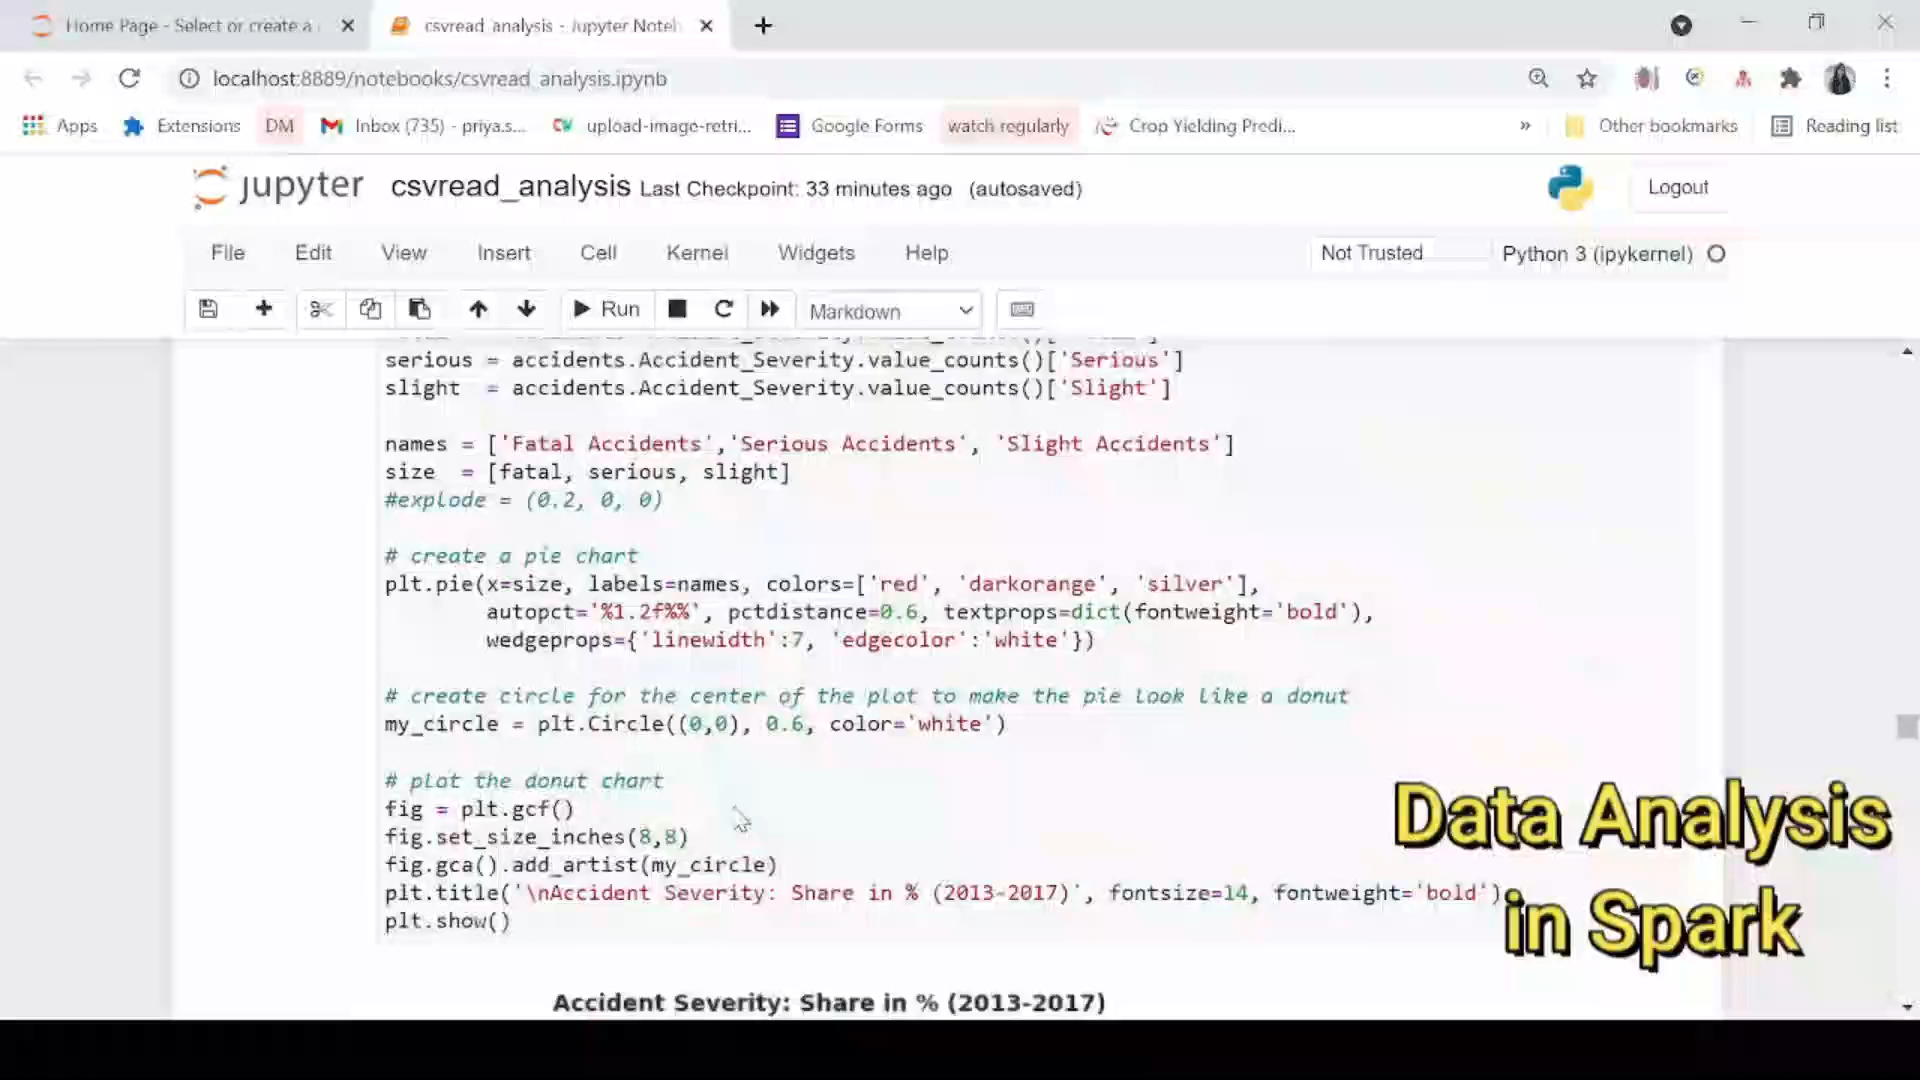 Home Page - Select or create a
csvread_analysis - Jupyter Noteb
localhost:8889/notebooks/csvread_analysis.ipynb
Apps Extensions DM Inbox (735) - priya.s... upload-image-retri... Google Forms watch regularly Crop Yielding Predi... » Other bookmarks Reading list
jupyter csvread_analysis Last Checkpoint: 33 minutes ago (autosaved) Logout
File Edit View Insert Cell Kernel Widgets Help Not Trusted Python 3 (ipykernel)
Run Markdown
serious = accidents.Accident_Severity.value_counts()['Serious']
slight = accidents.Accident_Severity.value_counts()['Slight']
names = ['Fatal Accidents','Serious Accidents', 'Slight Accidents']
size = [fatal, serious, slight]
#explode = (0.2, 0, 0)
# create a pie chart
plt.pie(x=size, labels=names, colors=['red', 'darkorange', 'silver'],
autopct='%1.2f%%', pctdistance=0.6, textprops=dict(fontweight='bold'),
wedgeprops={'linewidth':7, 'edgecolor':'white'})
# create circle for the center of the plot to make the pie look like a donut
my_circle = plt.Circle((0,0), 0.6, color='white')
# plot the donut chart
fig = plt.gcf()
fig.set_size_inches(8,8)
fig.gca().add_artist(my_circle)
plt.title('\nAccident Severity: Share in % (2013-2017)', fontsize=14, fontweight='bold')
plt.show()
Data Analysis
in Spark
Accident Severity: Share in % (2013-2017)